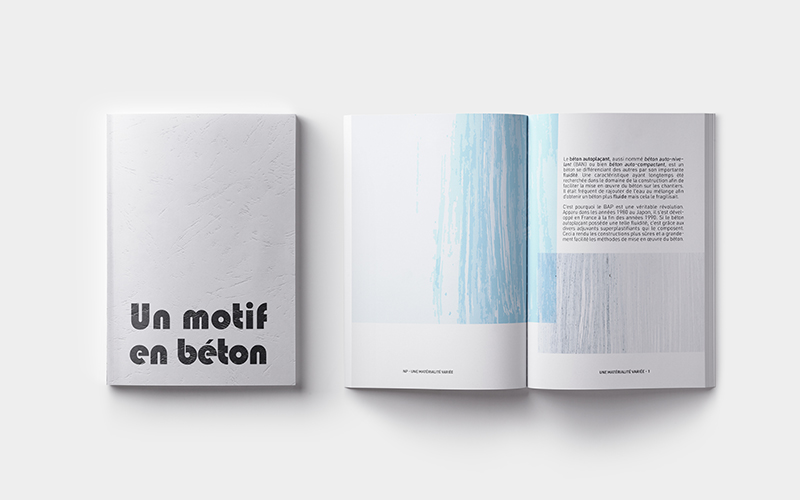 Un motif
en béton
Le béton autoplaçant, aussi nommé béton auto-nive-
lant (BAN) ou bien béton auto-compactant, est un
béton se différenciant des autres par son importante
fluidité. Une caractéristique ayant longtemps été
recherchée dans le domaine de la construction afin de
faciliter la mise en œuvre du béton sur les chantiers.
Il était fréquent de rajouter de l'eau au mélange afin
d'obtenir un béton plus fluide mais cela le fragilisait.
C'est pourquoi le BAP est une véritable révolution.
Apparu dans les années 1980 au Japon, il s'est déve-
loppé en France à la fin des années 1990. Si le béton
autoplaçant possède une telle fluidité, c'est grâce aux
divers adjuvants superplastifiants qui le composent.
Ceci a rendu les constructions plus sûres et a grande-
ment facilité les méthodes de mise en œuvre du béton.
- UNE MATÉRIALITÉ VARIÉE
UNE MATÉRIALITÉ VARIÉE - 1